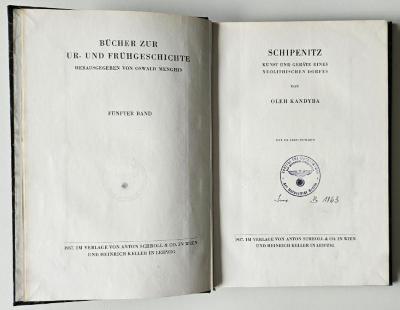 BÜCHER ZUR
UR- UND FRÜHGESCHICHTE
HERAUSGEGEBEN VON OSWALD MENGHIN
FÜNFTER BAND
1937. IM VERLAGE VON ANTON SCHROLL & CO. IN WIEN
UND HEINRICH KELLER IN LEIPZIG
SCHIPENITZ
KUNST UND GERÄTE EINES
NEOLITHISCHEN DORFES
VON
OLEH KANDYBA
MIT
B 1863
1937. IM VERLAGE VON ANTON SCHROLL & CO. IN WIEN
UND HEINRICH KELLER IN LEIPZIG